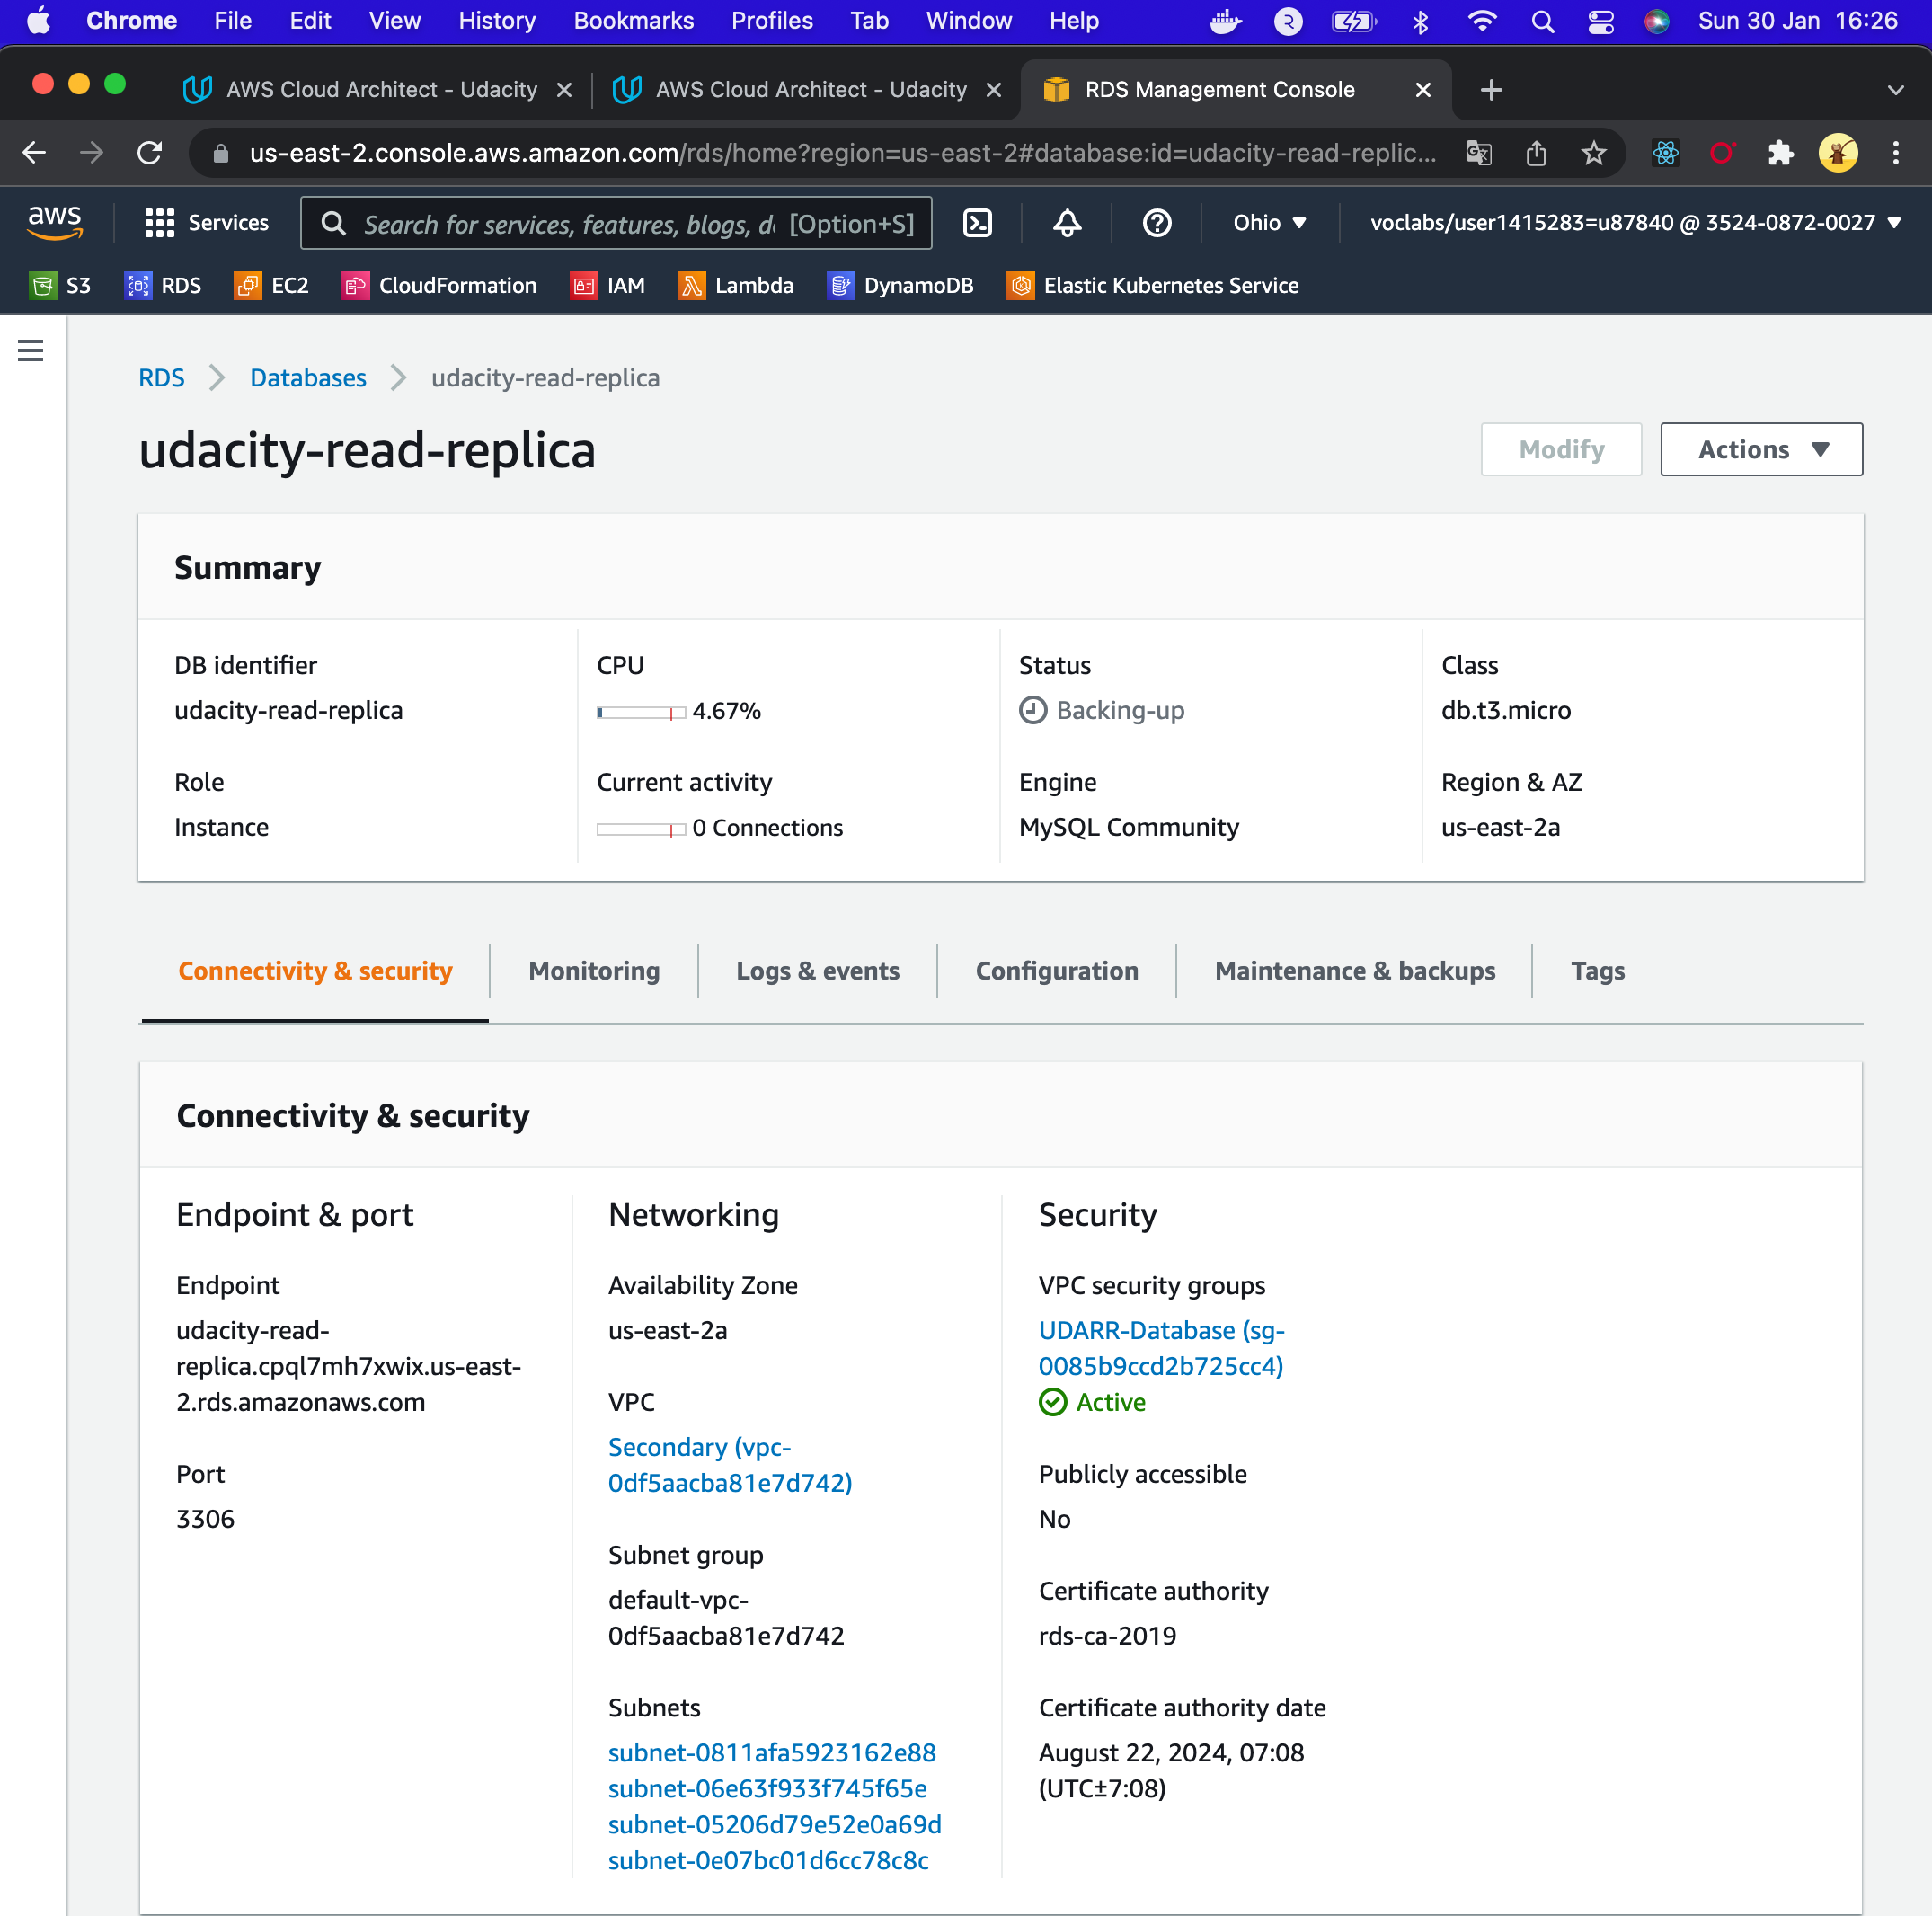 Chrome File Edit View History Bookmarks Profiles Tab Window Help R Sun 30 Jan 16:26
AWS Cloud Architect - Udacity AWS Cloud Architect - Udacity RDS Management Console
us-east-2.console.aws.amazon.com/rds/home?region=us-east-2#database:id=udacity-read-replic...
aws Services Search for services, features, blogs, d [Option+S] Ohio voclabs/user1415283=u87840 @ 3524-0872-0027
S3 RDS EC2 CloudFormation IAM Lambda DynamoDB Elastic Kubernetes Service
RDS Databases udacity-read-replica
udacity-read-replica
Modify Actions
Summary
DB identifier
udacity-read-replica
CPU
4.67%
Status
Backing-up
Class
db.t3.micro
Role
Instance
Current activity
0 Connections
Engine
MySQL Community
Region & AZ
us-east-2a
Connectivity & security Monitoring Logs & events Configuration Maintenance & backups Tags
Connectivity & security
Endpoint & port
Endpoint
udacity-read-
replica.cpql7mh7xwix.us-east-
2.rds.amazonaws.com
Port
3306
Networking
Availability Zone
us-east-2a
VPC
Secondary (vpc-
0df5aacba81e7d742)
Subnet group
default-vpc-
0df5aacba81e7d742
Subnets
subnet-0811afa5923162e88
subnet-06e63f933f745f65e
subnet-05206d79e52e0a69d
subnet-0e07bc01d6cc78c8c
Security
VPC security groups
UDARR-Database (sg-
0085b9ccd2b725cc4)
Active
Publicly accessible
No
Certificate authority
rds-ca-2019
Certificate authority date
August 22, 2024, 07:08
(UTC±7:08)